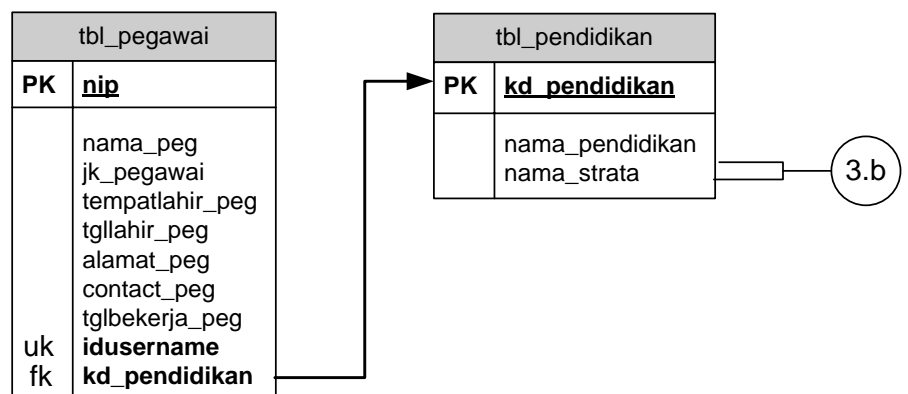 tbl_pegawai
PK nip
nama_peg
jk_pegawai
tempatlahir_peg
tgllahir_peg
alamat_peg
contact_peg
tglbekerja_peg
uk idusername
fk kd_pendidikan
tbl_pendidikan
PK kd_pendidikan
nama_pendidikan
nama_strata
3.b